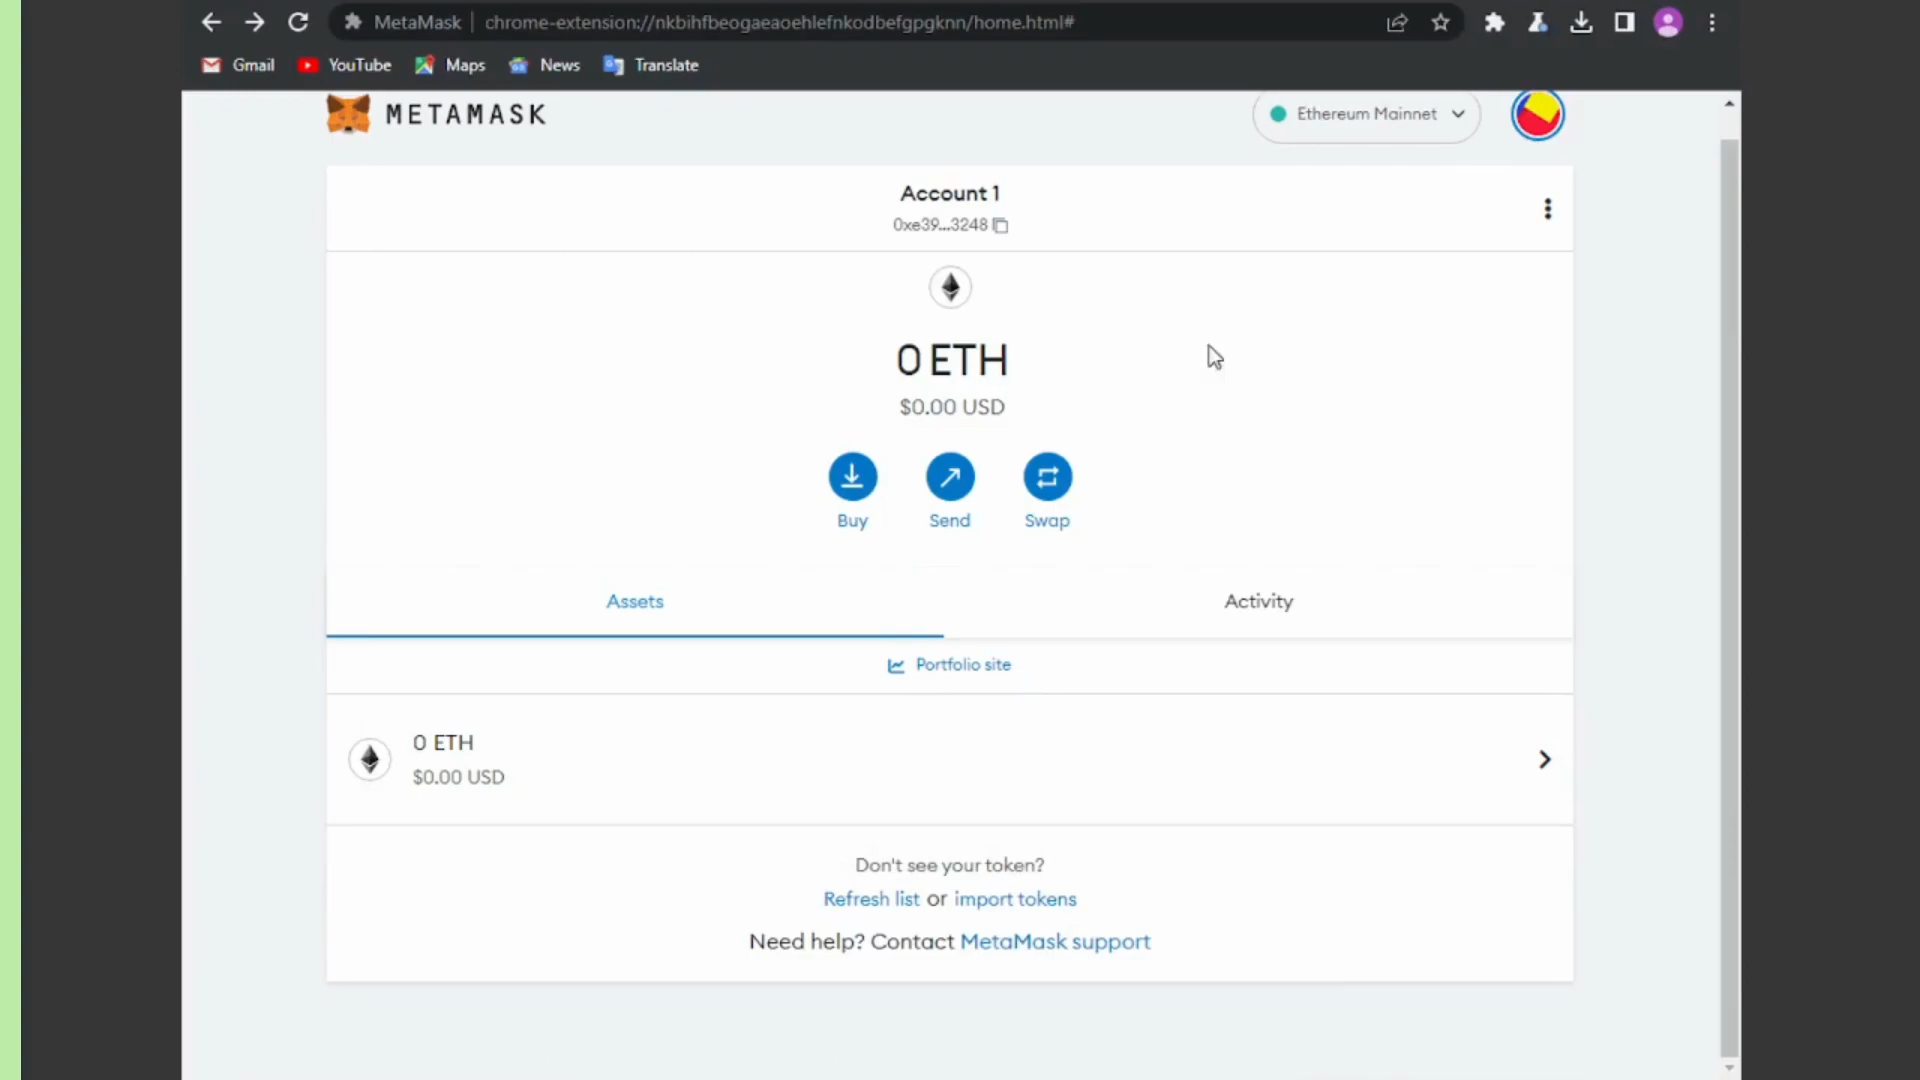 MetaMask | chrome-extension://nkbihfbeogaeaoehlefnkodbefgpgknn/home.html#
Gmail YouTube Maps News Translate
METAMASK Ethereum Mainnet
Account 1
0xe39...3248
0 ETH
$0.00 USD
Buy Send Swap
Assets Activity
Portfolio site
0 ETH
$0.00 USD
Don't see your token?
Refresh list or import tokens
Need help? Contact MetaMask support